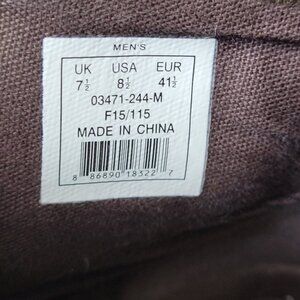 MEN'S
UK USA EUR
7½ 8½ 41½
03471-244-M
F15/115
MADE IN CHINA
8 86890 18322 7